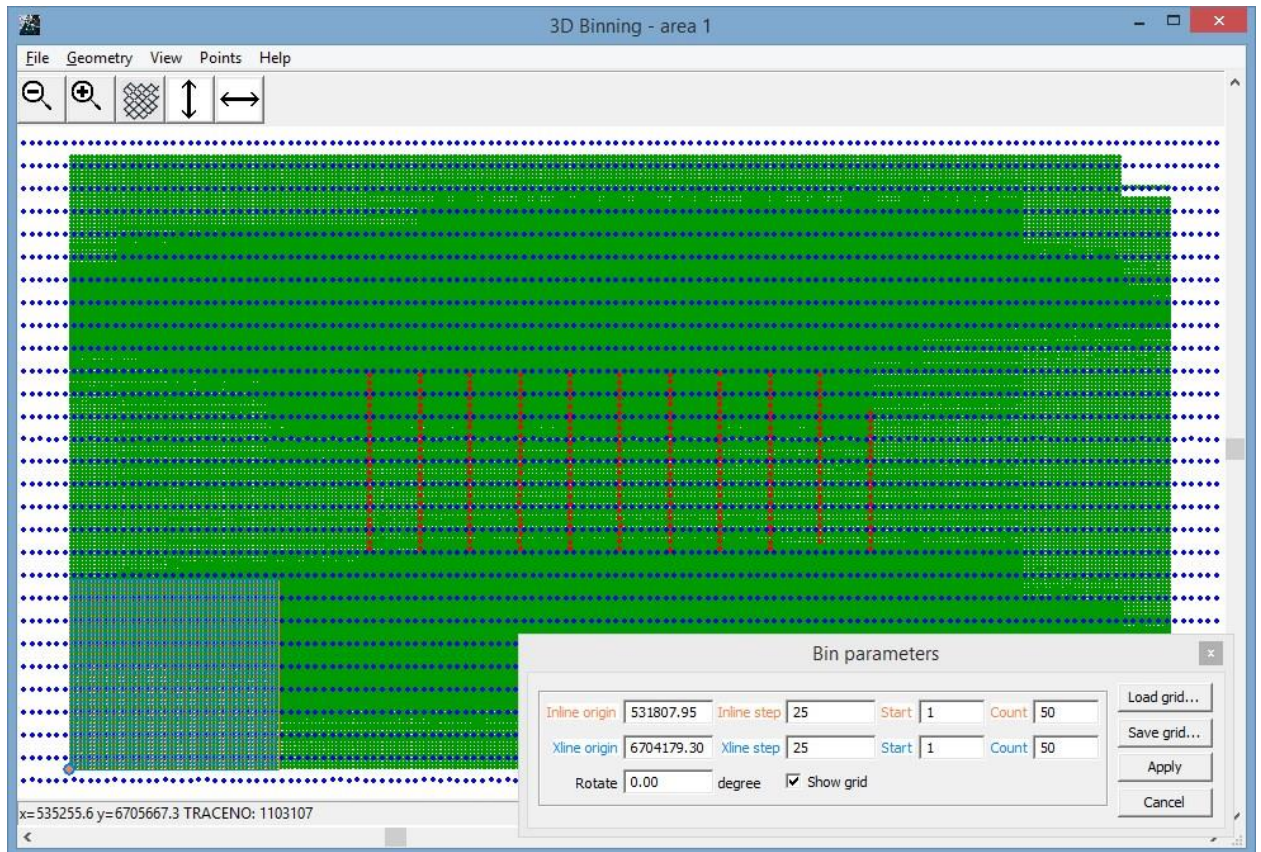 3D Binning - area 1
File Geometry View Points Help
Bin parameters
Inline origin 531807.95 Inline step 25 Start 1 Count 50
Load grid...
Xline origin 6704179.30 Xline step 25 Start 1 Count 50
Save grid...
Rotate 0.00 degree Show grid
Apply
Cancel
x=535255.6 y=6705667.3 TRACENO: 1103107